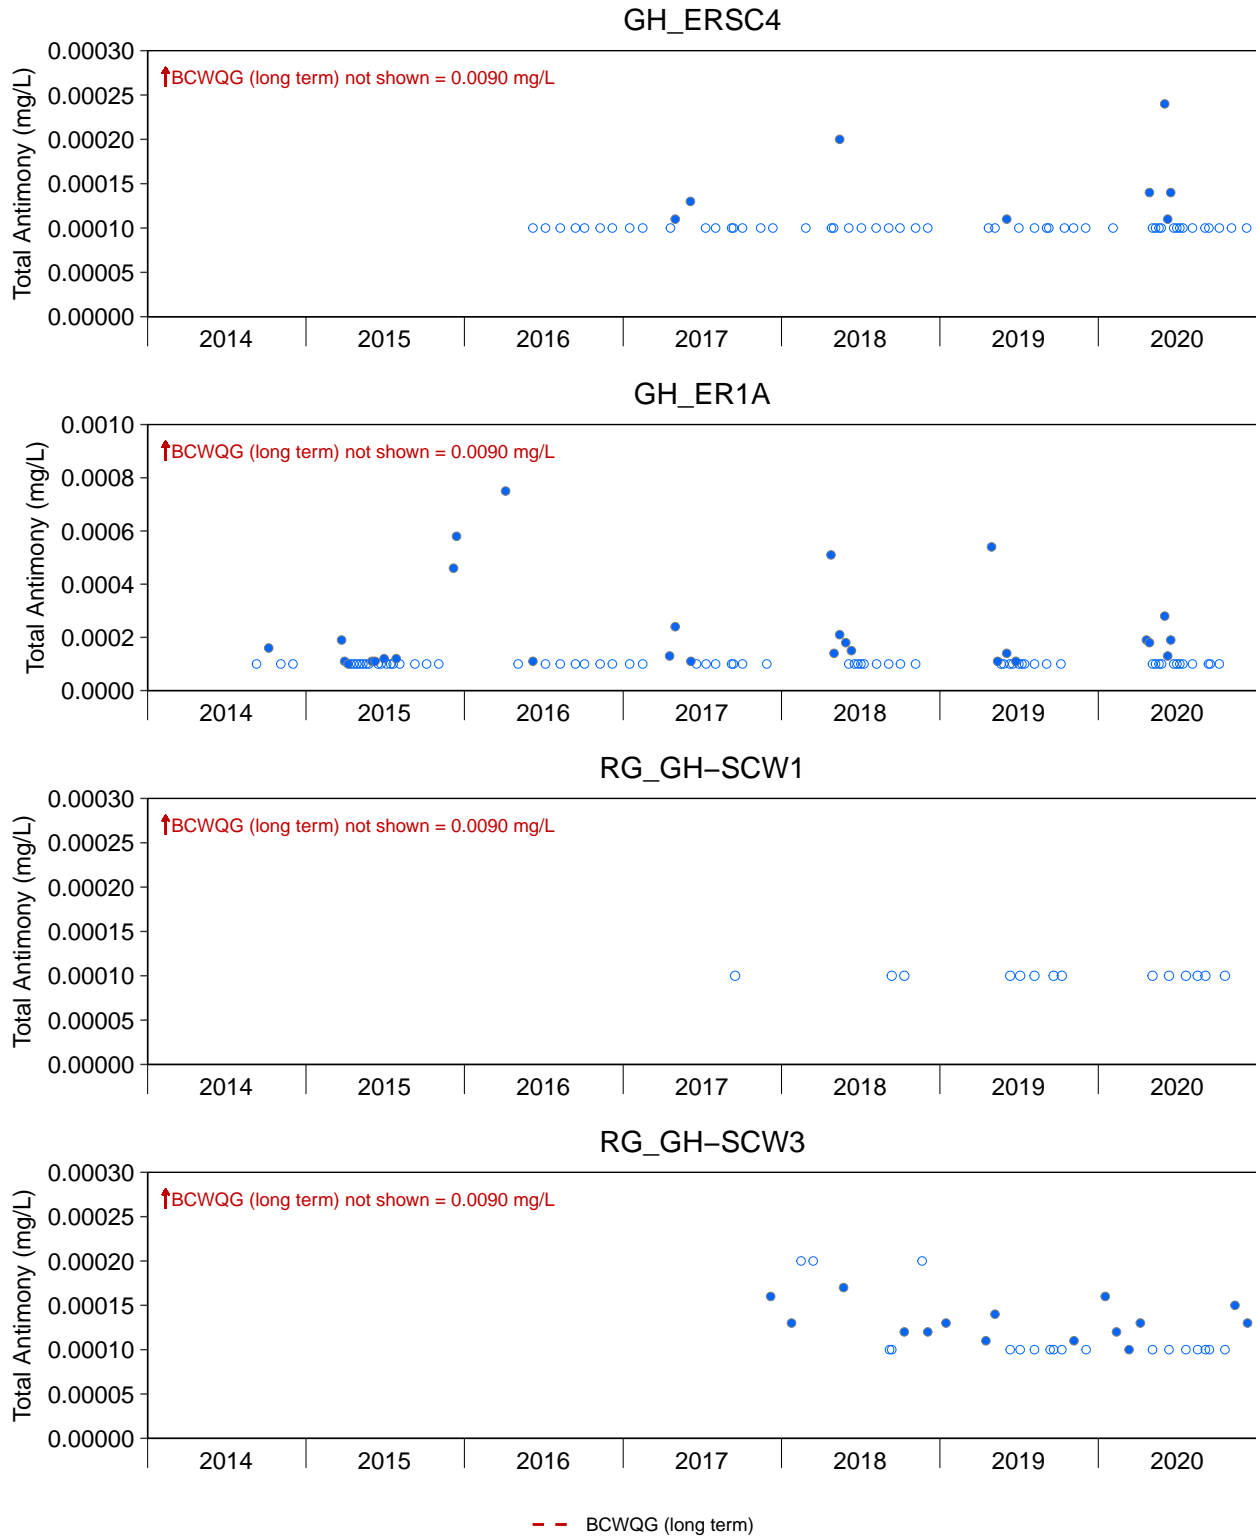 GH_ERSC4
Total Antimony (mg/L)
0.00030
0.00025
0.00020
0.00015
0.00010
0.00005
0.00000
BCWQG (long term) not shown = 0.0090 mg/L
2014 2015 2016 2017 2018 2019 2020
GH_ER1A
Total Antimony (mg/L)
0.0010
0.0008
0.0006
0.0004
0.0002
0.0000
BCWQG (long term) not shown = 0.0090 mg/L
2014 2015 2016 2017 2018 2019 2020
RG_GH−SCW1
Total Antimony (mg/L)
0.00030
0.00025
0.00020
0.00015
0.00010
0.00005
0.00000
BCWQG (long term) not shown = 0.0090 mg/L
2014 2015 2016 2017 2018 2019 2020
RG_GH−SCW3
Total Antimony (mg/L)
0.00030
0.00025
0.00020
0.00015
0.00010
0.00005
0.00000
BCWQG (long term) not shown = 0.0090 mg/L
2014 2015 2016 2017 2018 2019 2020
BCWQG (long term)